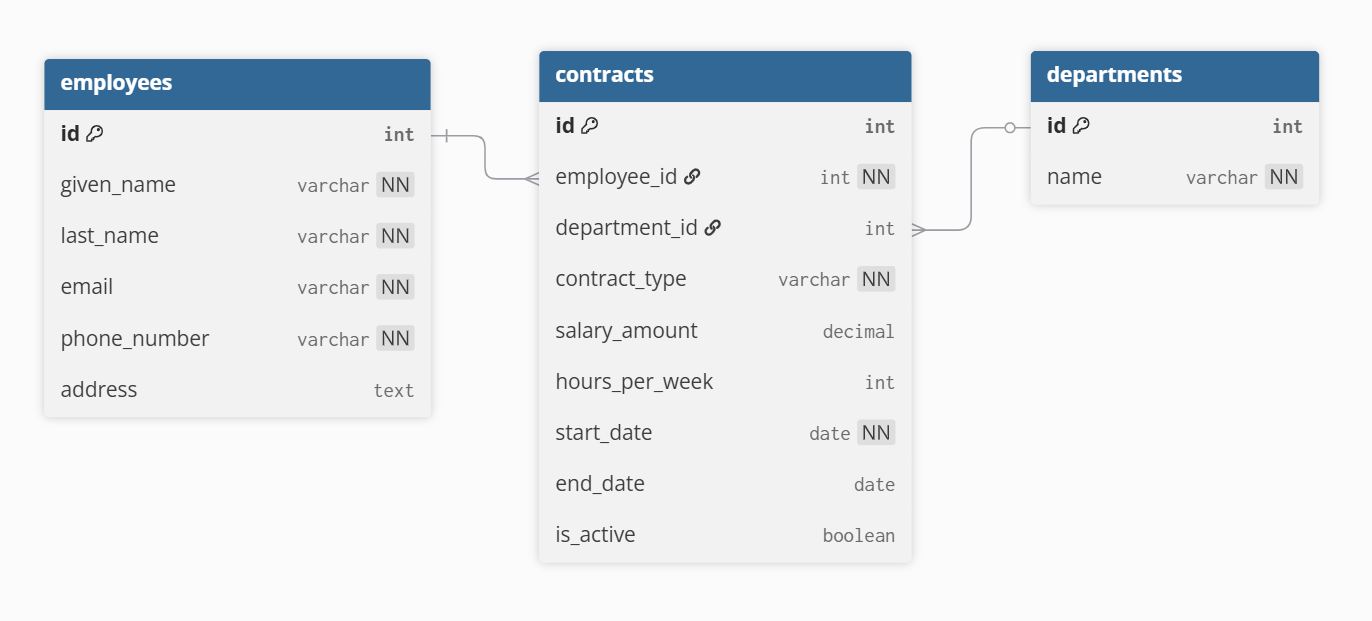 employees
id int
given_name varchar NN
last_name varchar NN
email varchar NN
phone_number varchar NN
address text
contracts
id int
employee_id int NN
department_id int
contract_type varchar NN
salary_amount decimal
hours_per_week int
start_date date NN
end_date date
is_active boolean
departments
id int
name varchar NN